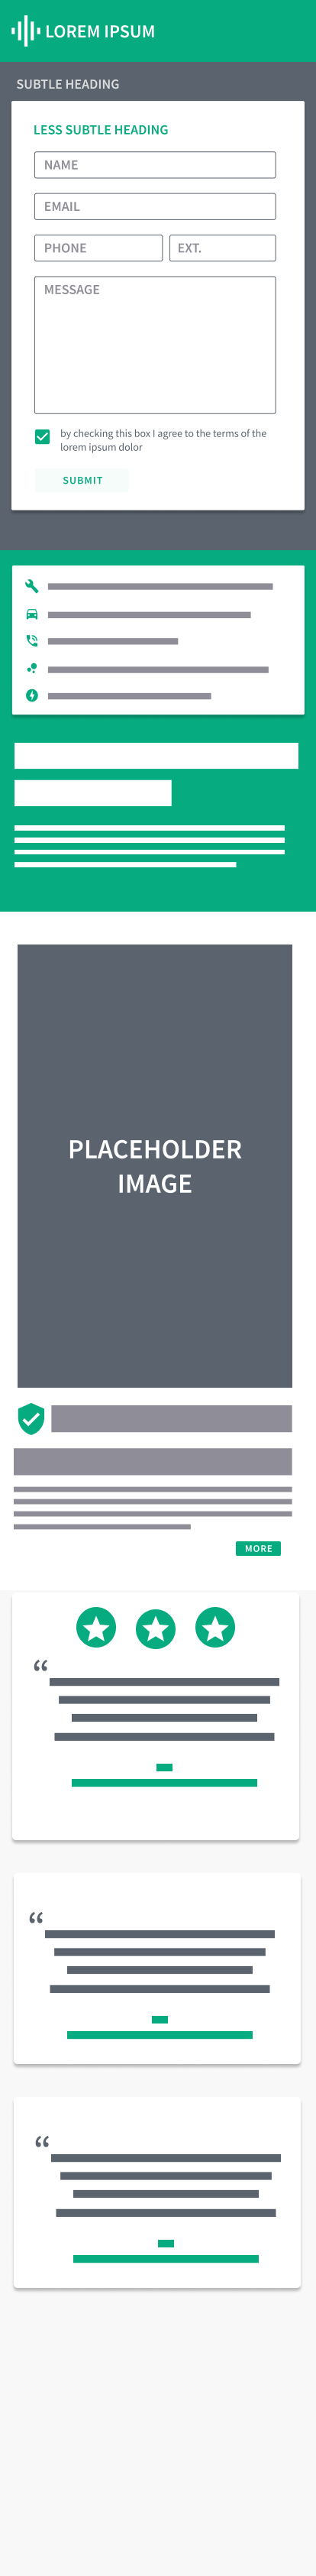 LOREM IPSUM
SUBTLE HEADING
LESS SUBTLE HEADING
NAME
EMAIL
PHONE
EXT.
MESSAGE
by checking this box I agree to the terms of the
lorem ipsum dolor
SUBMIT
PLACEHOLDER
IMAGE
MORE
“
“
“